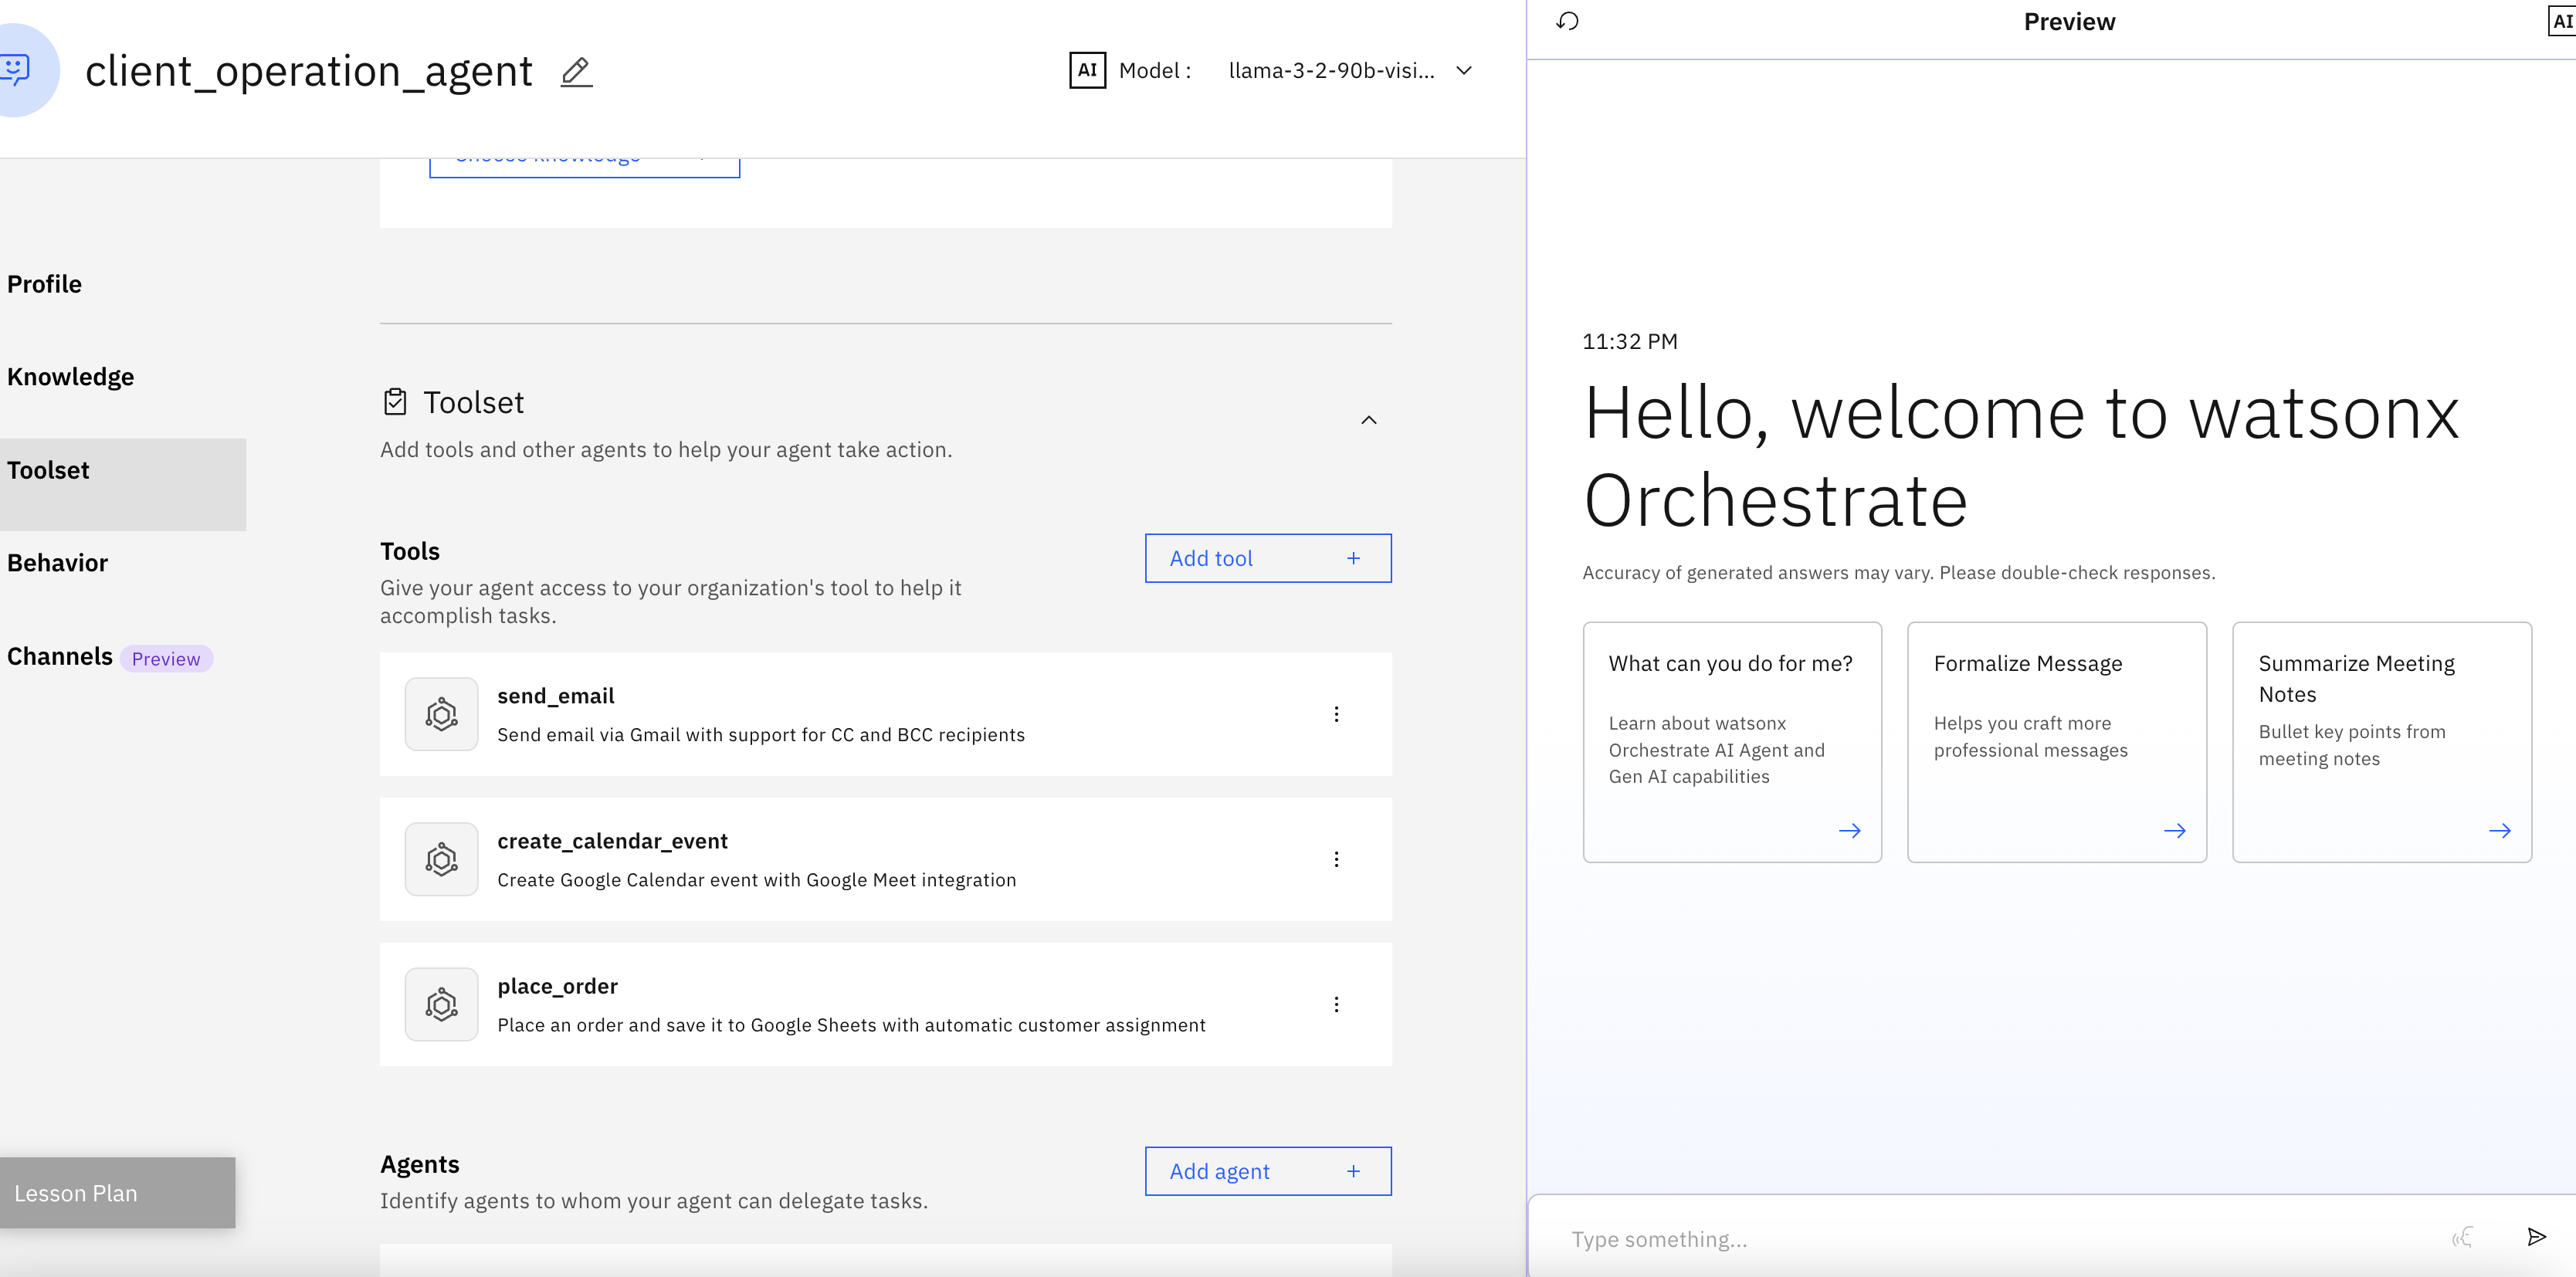 client_operation_agent
AI Model : llama-3-2-90b-visi...
Choose knowledge
Profile
Knowledge
Toolset
Behavior
Channels Preview
Lesson Plan
Toolset
Add tools and other agents to help your agent take action.
Tools
Give your agent access to your organization's tool to help it
accomplish tasks.
Add tool +
send_email
Send email via Gmail with support for CC and BCC recipients
create_calendar_event
Create Google Calendar event with Google Meet integration
place_order
Place an order and save it to Google Sheets with automatic customer assignment
Agents
Identify agents to whom your agent can delegate tasks.
Add agent +
Preview
AI
11:32 PM
Hello, welcome to watsonx
Orchestrate
Accuracy of generated answers may vary. Please double-check responses.
What can you do for me?
Learn about watsonx
Orchestrate AI Agent and
Gen AI capabilities
Formalize Message
Helps you craft more
professional messages
Summarize Meeting
Notes
Bullet key points from
meeting notes
Type something...